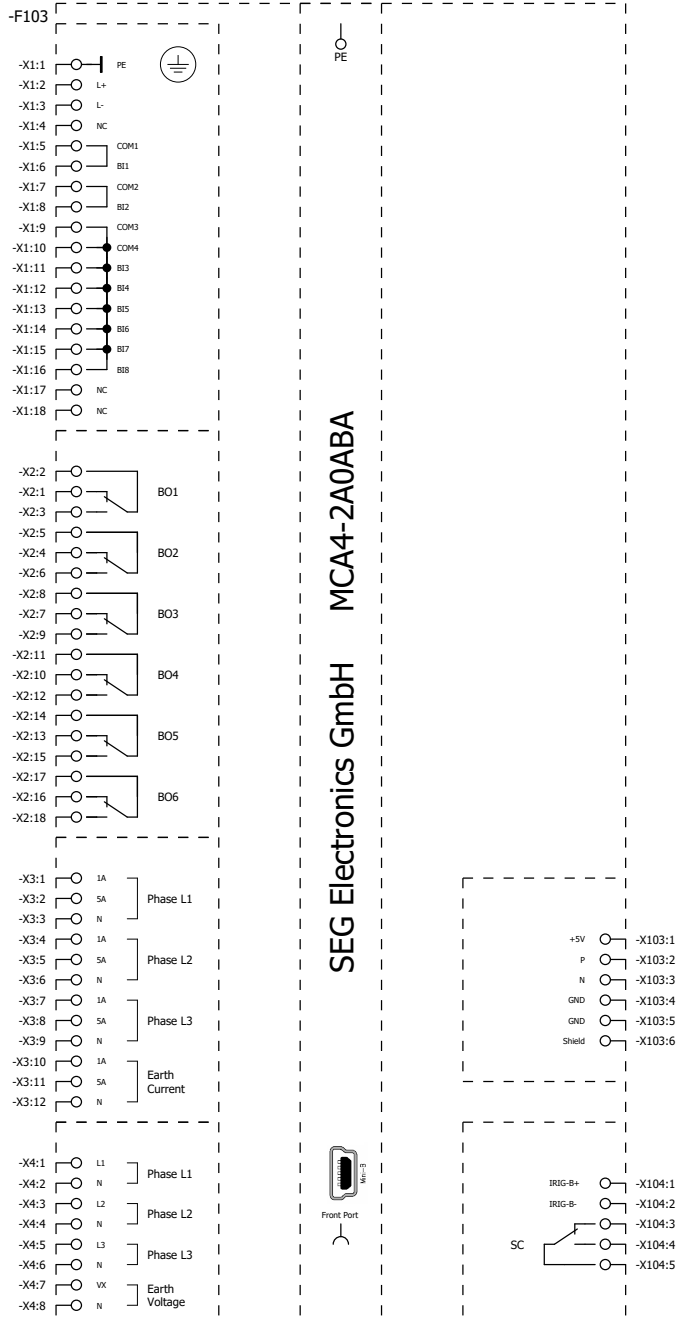 -F103
PE
-X1:1 PE
-X1:2 L+
-X1:3 L-
-X1:4 NC
-X1:5 COM1
-X1:6 BI1
-X1:7 COM2
-X1:8 BI2
-X1:9 COM3
-X1:10 COM4
-X1:11 BI3
-X1:12 BI4
-X1:13 BI5
-X1:14 BI6
-X1:15 BI7
-X1:16 BI8
-X1:17 NC
-X1:18 NC
-X2:2
-X2:1 BO1
-X2:3
-X2:5
-X2:4 BO2
-X2:6
-X2:8
-X2:7 BO3
-X2:9
-X2:11
-X2:10 BO4
-X2:12
-X2:14
-X2:13 BO5
-X2:15
-X2:17
-X2:16 BO6
-X2:18
-X3:1 1A
-X3:2 5A Phase L1
-X3:3 N
-X3:4 1A
-X3:5 5A Phase L2
-X3:6 N
-X3:7 1A
-X3:8 5A Phase L3
-X3:9 N
-X3:10 1A
Earth
-X3:11 5A
Current
-X3:12 N
-X4:1 L1
Phase L1
-X4:2 N
-X4:3 L2
Phase L2
-X4:4 N
-X4:5 L3
Phase L3
-X4:6 N
-X4:7 VX Earth
-X4:8 N Voltage
SEG Electronics GmbH MCA4-2A0ABA
Min-B
Front Port
+5V -X103:1
P -X103:2
N -X103:3
GND -X103:4
GND -X103:5
Shield -X103:6
IRIG-B+ -X104:1
IRIG-B- -X104:2
-X104:3
SC -X104:4
-X104:5